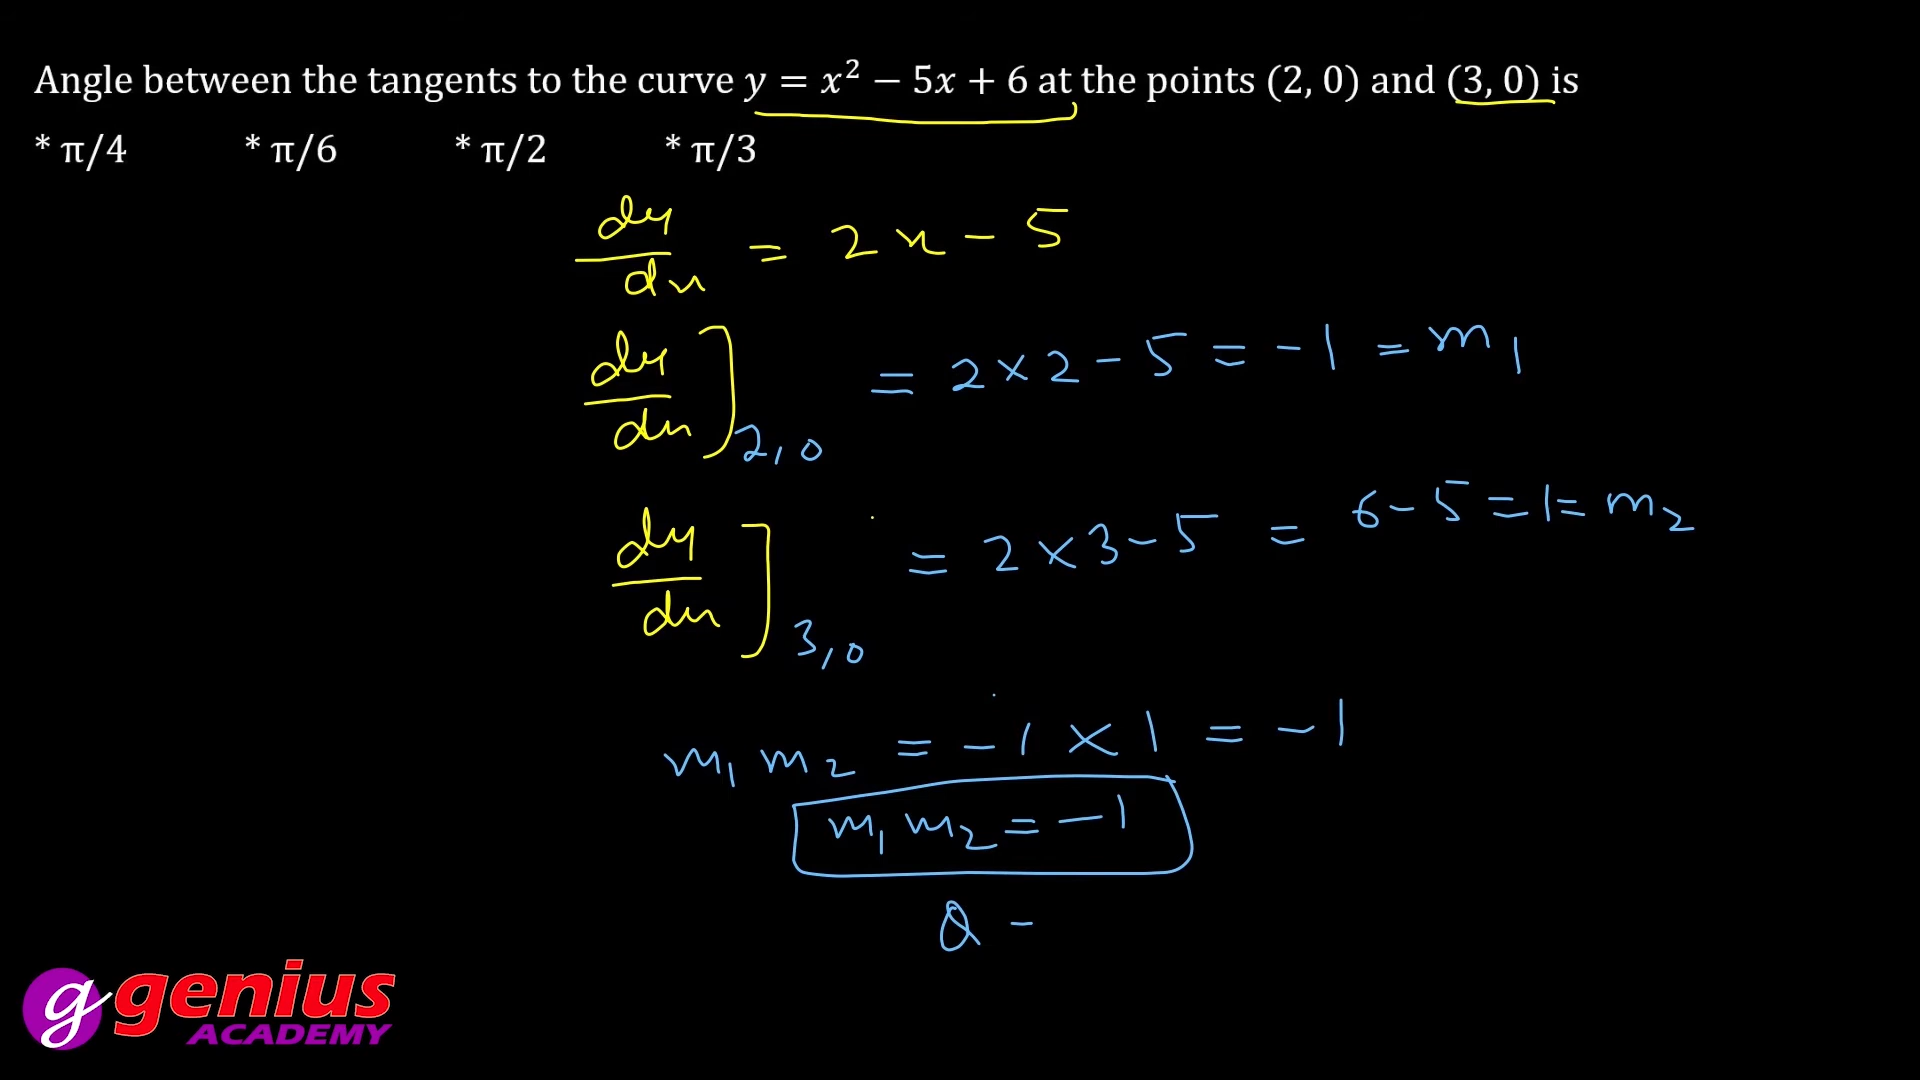 Angle between the tangents to the curve y = x² − 5x + 6 at the points (2, 0) and (3, 0) is
* π/4 * π/6 * π/2 * π/3
dy/dx = 2x - 5
dy/dx]2,0 = 2 × 2 - 5 = -1 = m1
dy/dx]3,0 = 2 × 3 - 5 = 6 - 5 = 1 = m2
m1 m2 = -1 × 1 = -1
m1 m2 = -1
θ -
g genius
ACADEMY